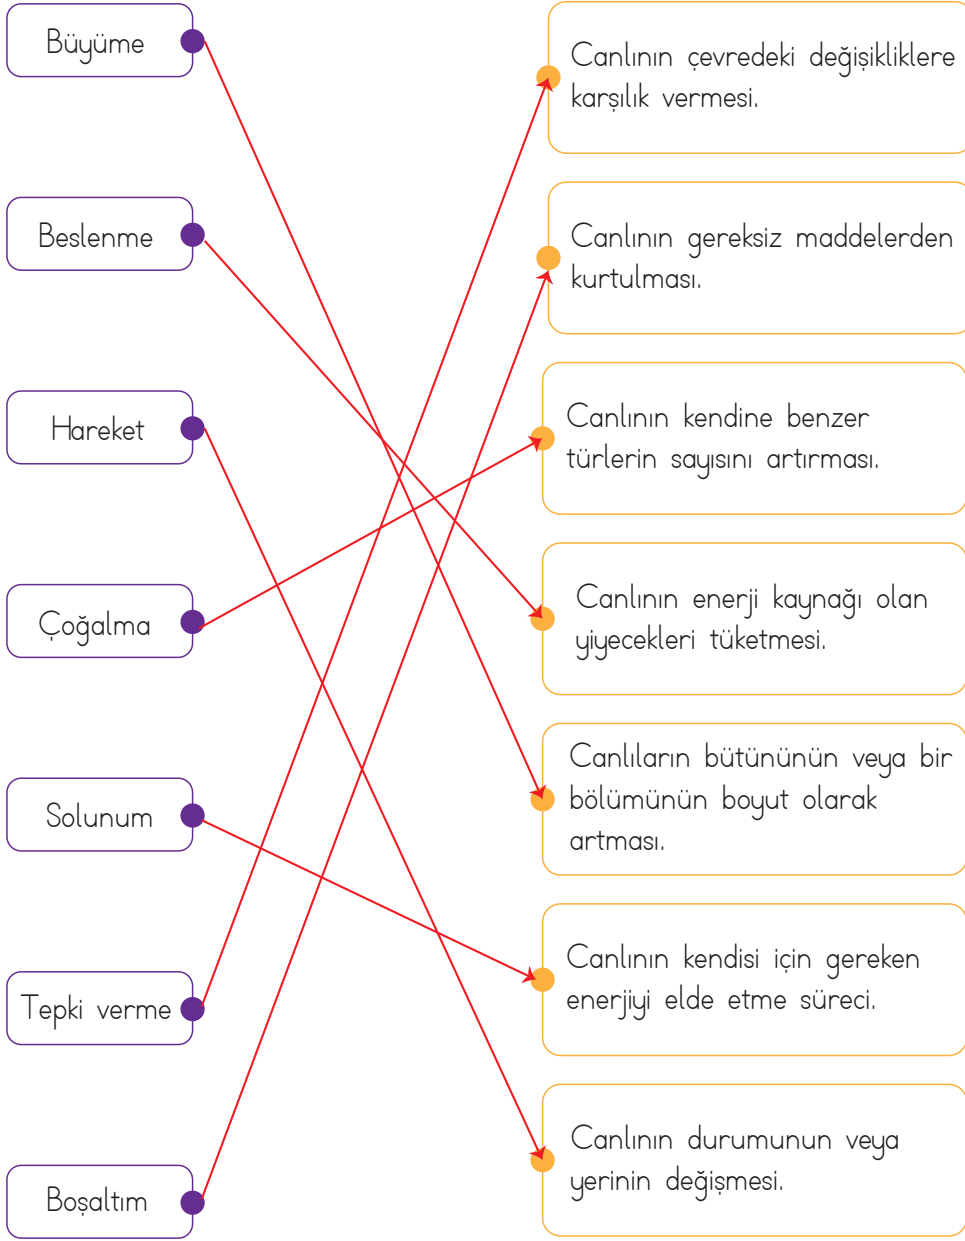 Büyüme
Beslenme
Hareket
Çoğalma
Solunum
Tepki verme
Boşaltım
Canlının çevredeki değişikliklere
karşılık vermesi.
Canlının gereksiz maddelerden
kurtulması.
Canlının kendine benzer
türlerin sayısını artırması.
Canlının enerji kaynağı olan
yiyecekleri tüketmesi.
Canlıların bütününün veya bir
bölümünün boyut olarak
artması.
Canlının kendisi için gereken
enerjiyi elde etme süreci.
Canlının durumunun veya
yerinin değişmesi.